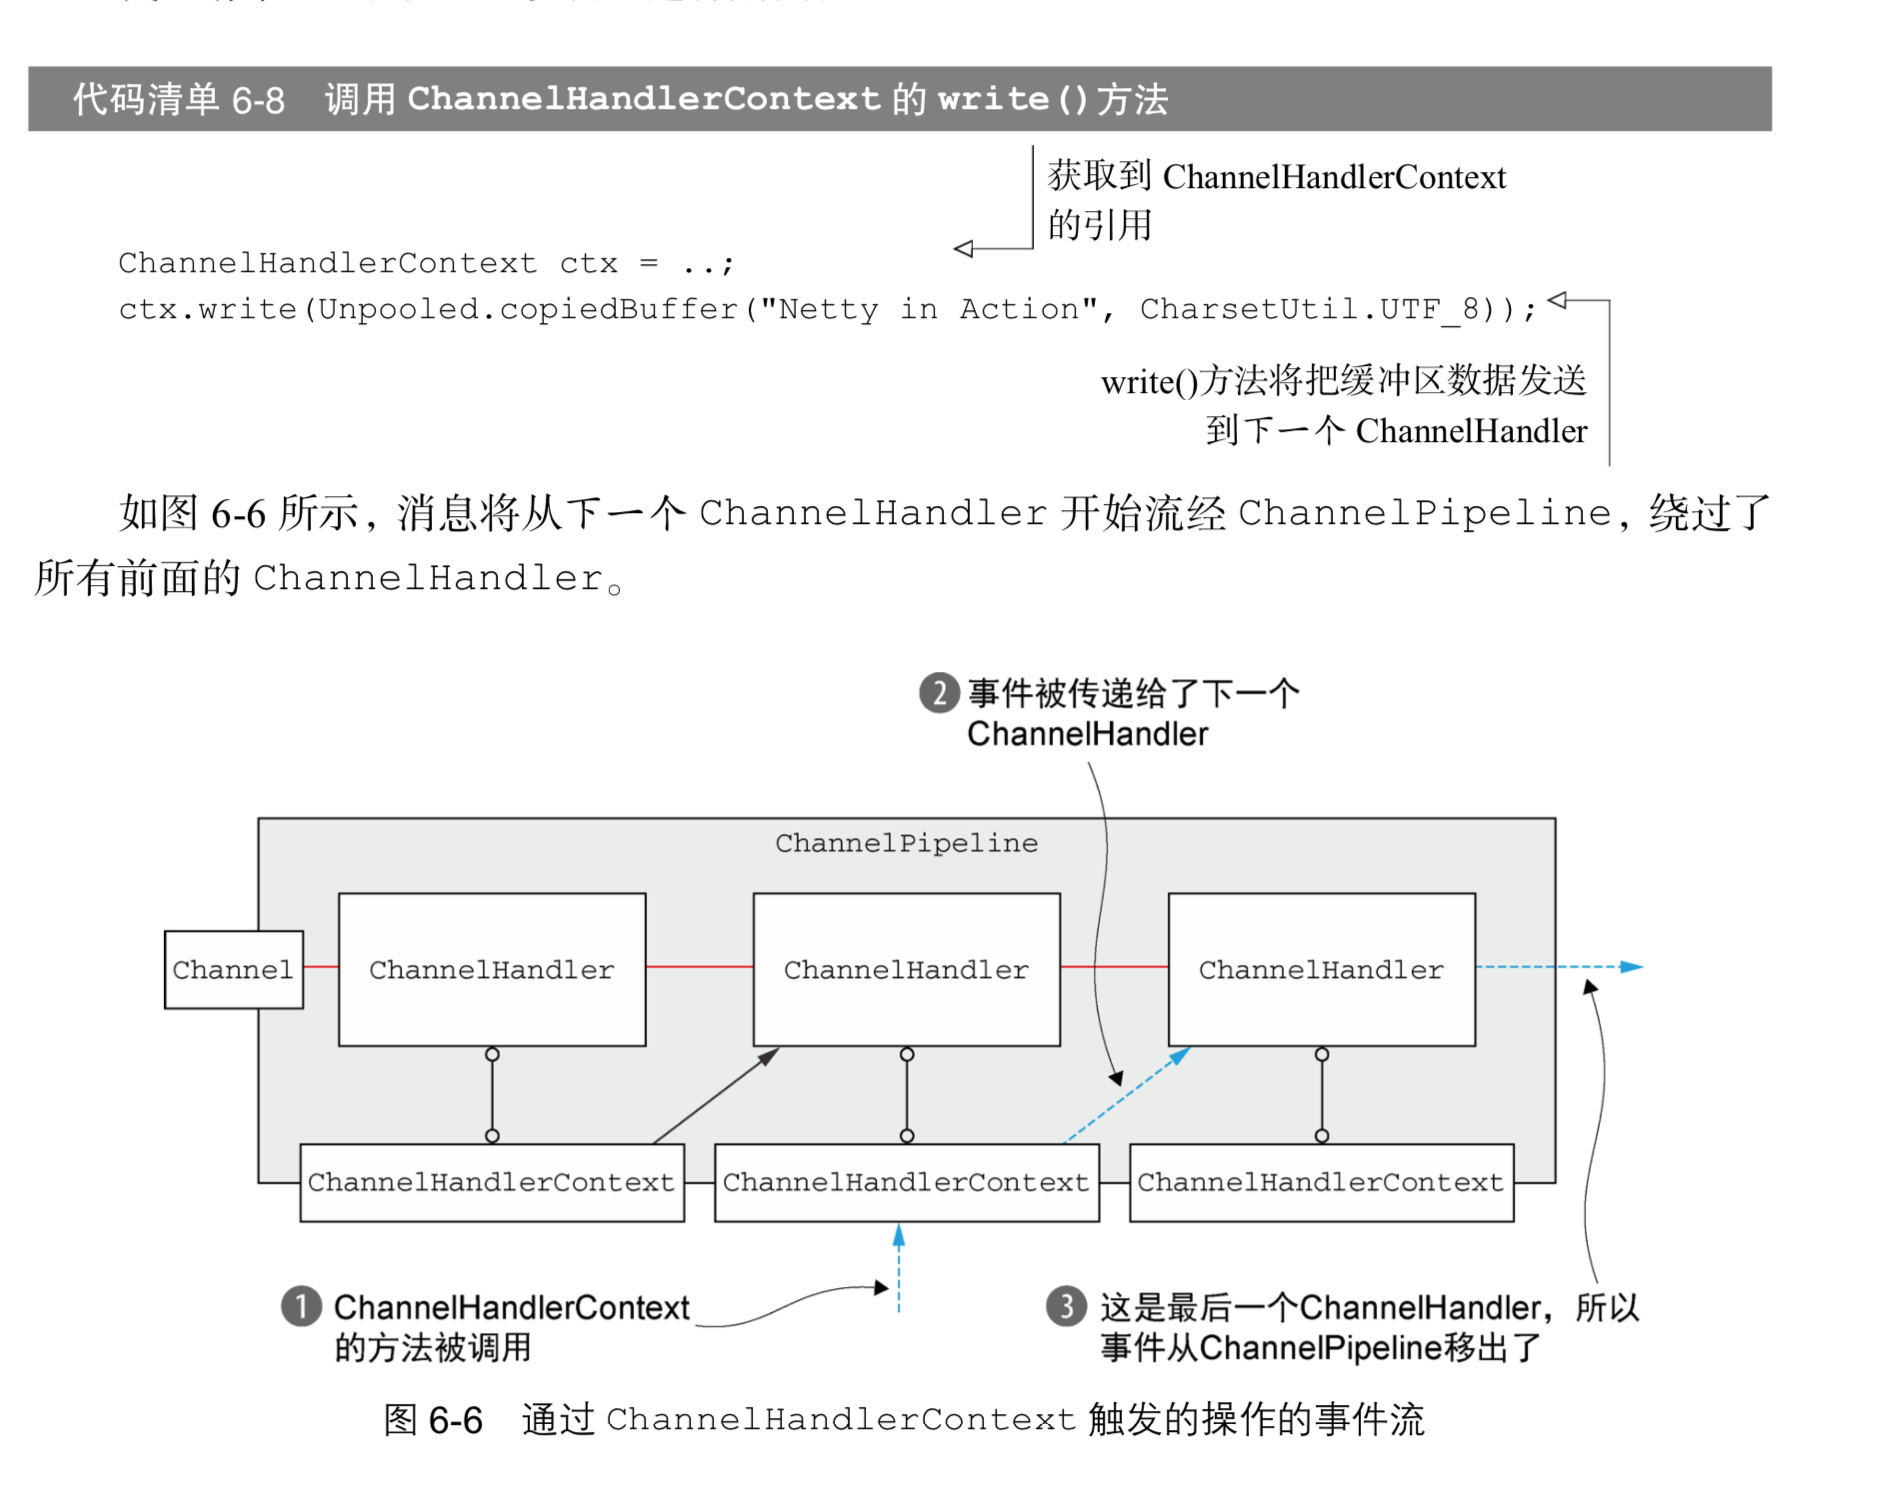 代码清单 6-8 调用 ChannelHandlerContext 的 write()方法
获取到 ChannelHandlerContext
的引用
ChannelHandlerContext ctx = ..;
ctx.write(Unpooled.copiedBuffer("Netty in Action", CharsetUtil.UTF_8));
write()方法将把缓冲区数据发送
到下一个 ChannelHandler
如图 6-6 所示，消息将从下一个 ChannelHandler 开始流经 ChannelPipeline，绕过了
所有前面的 ChannelHandler。
2 事件被传递给了下一个
ChannelHandler
ChannelPipeline
Channel
ChannelHandler
ChannelHandler
ChannelHandler
ChannelHandlerContext
ChannelHandlerContext
ChannelHandlerContext
1 ChannelHandlerContext
的方法被调用
3 这是最后一个ChannelHandler，所以
事件从ChannelPipeline移出了
图 6-6 通过 ChannelHandlerContext 触发的操作的事件流